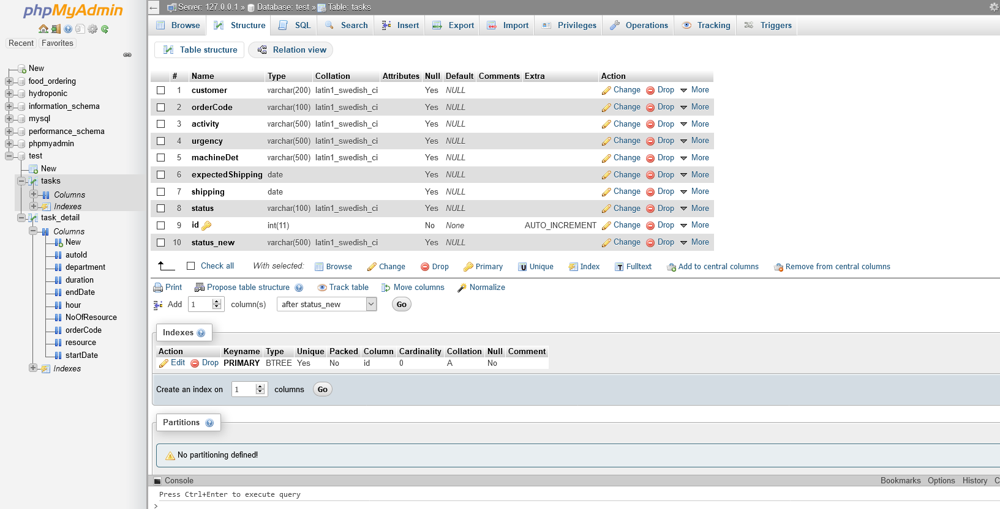 phpMyAdmin
Recent Favorites
New
food_ordering
hydroponic
information_schema
mysql
performance_schema
phpmyadmin
test
New
tasks
Columns
Indexes
task_detail
Columns
New
autoId
department
duration
endDate
hour
NoOfResource
orderCode
resource
startDate
Indexes
Server: 127.0.0.1 » Database: test » Table: tasks
Browse Structure SQL Search Insert Export Import Privileges Operations Tracking Triggers
Table structure Relation view
# Name Type Collation Attributes Null Default Comments Extra Action
1 customer varchar(200) latin1_swedish_ci Yes NULL Change Drop More
2 orderCode varchar(100) latin1_swedish_ci Yes NULL Change Drop More
3 activity varchar(500) latin1_swedish_ci Yes NULL Change Drop More
4 urgency varchar(500) latin1_swedish_ci Yes NULL Change Drop More
5 machineDet varchar(500) latin1_swedish_ci Yes NULL Change Drop More
6 expectedShipping date Yes NULL Change Drop More
7 shipping date Yes NULL Change Drop More
8 status varchar(100) latin1_swedish_ci Yes NULL Change Drop More
9 id int(11) No None AUTO_INCREMENT Change Drop More
10 status_new varchar(500) latin1_swedish_ci Yes NULL Change Drop More
Check all With selected: Browse Change Drop Primary Unique Index Fulltext Add to central columns Remove from central columns
Print Propose table structure Track table Move columns Normalize
Add 1 column(s) after status_new Go
Indexes
Action Keyname Type Unique Packed Column Cardinality Collation Null Comment
Edit Drop PRIMARY BTREE Yes No id 0 A No
Create an index on 1 columns Go
Partitions
No partitioning defined!
Console Bookmarks Options History C
Press Ctrl+Enter to execute query
>